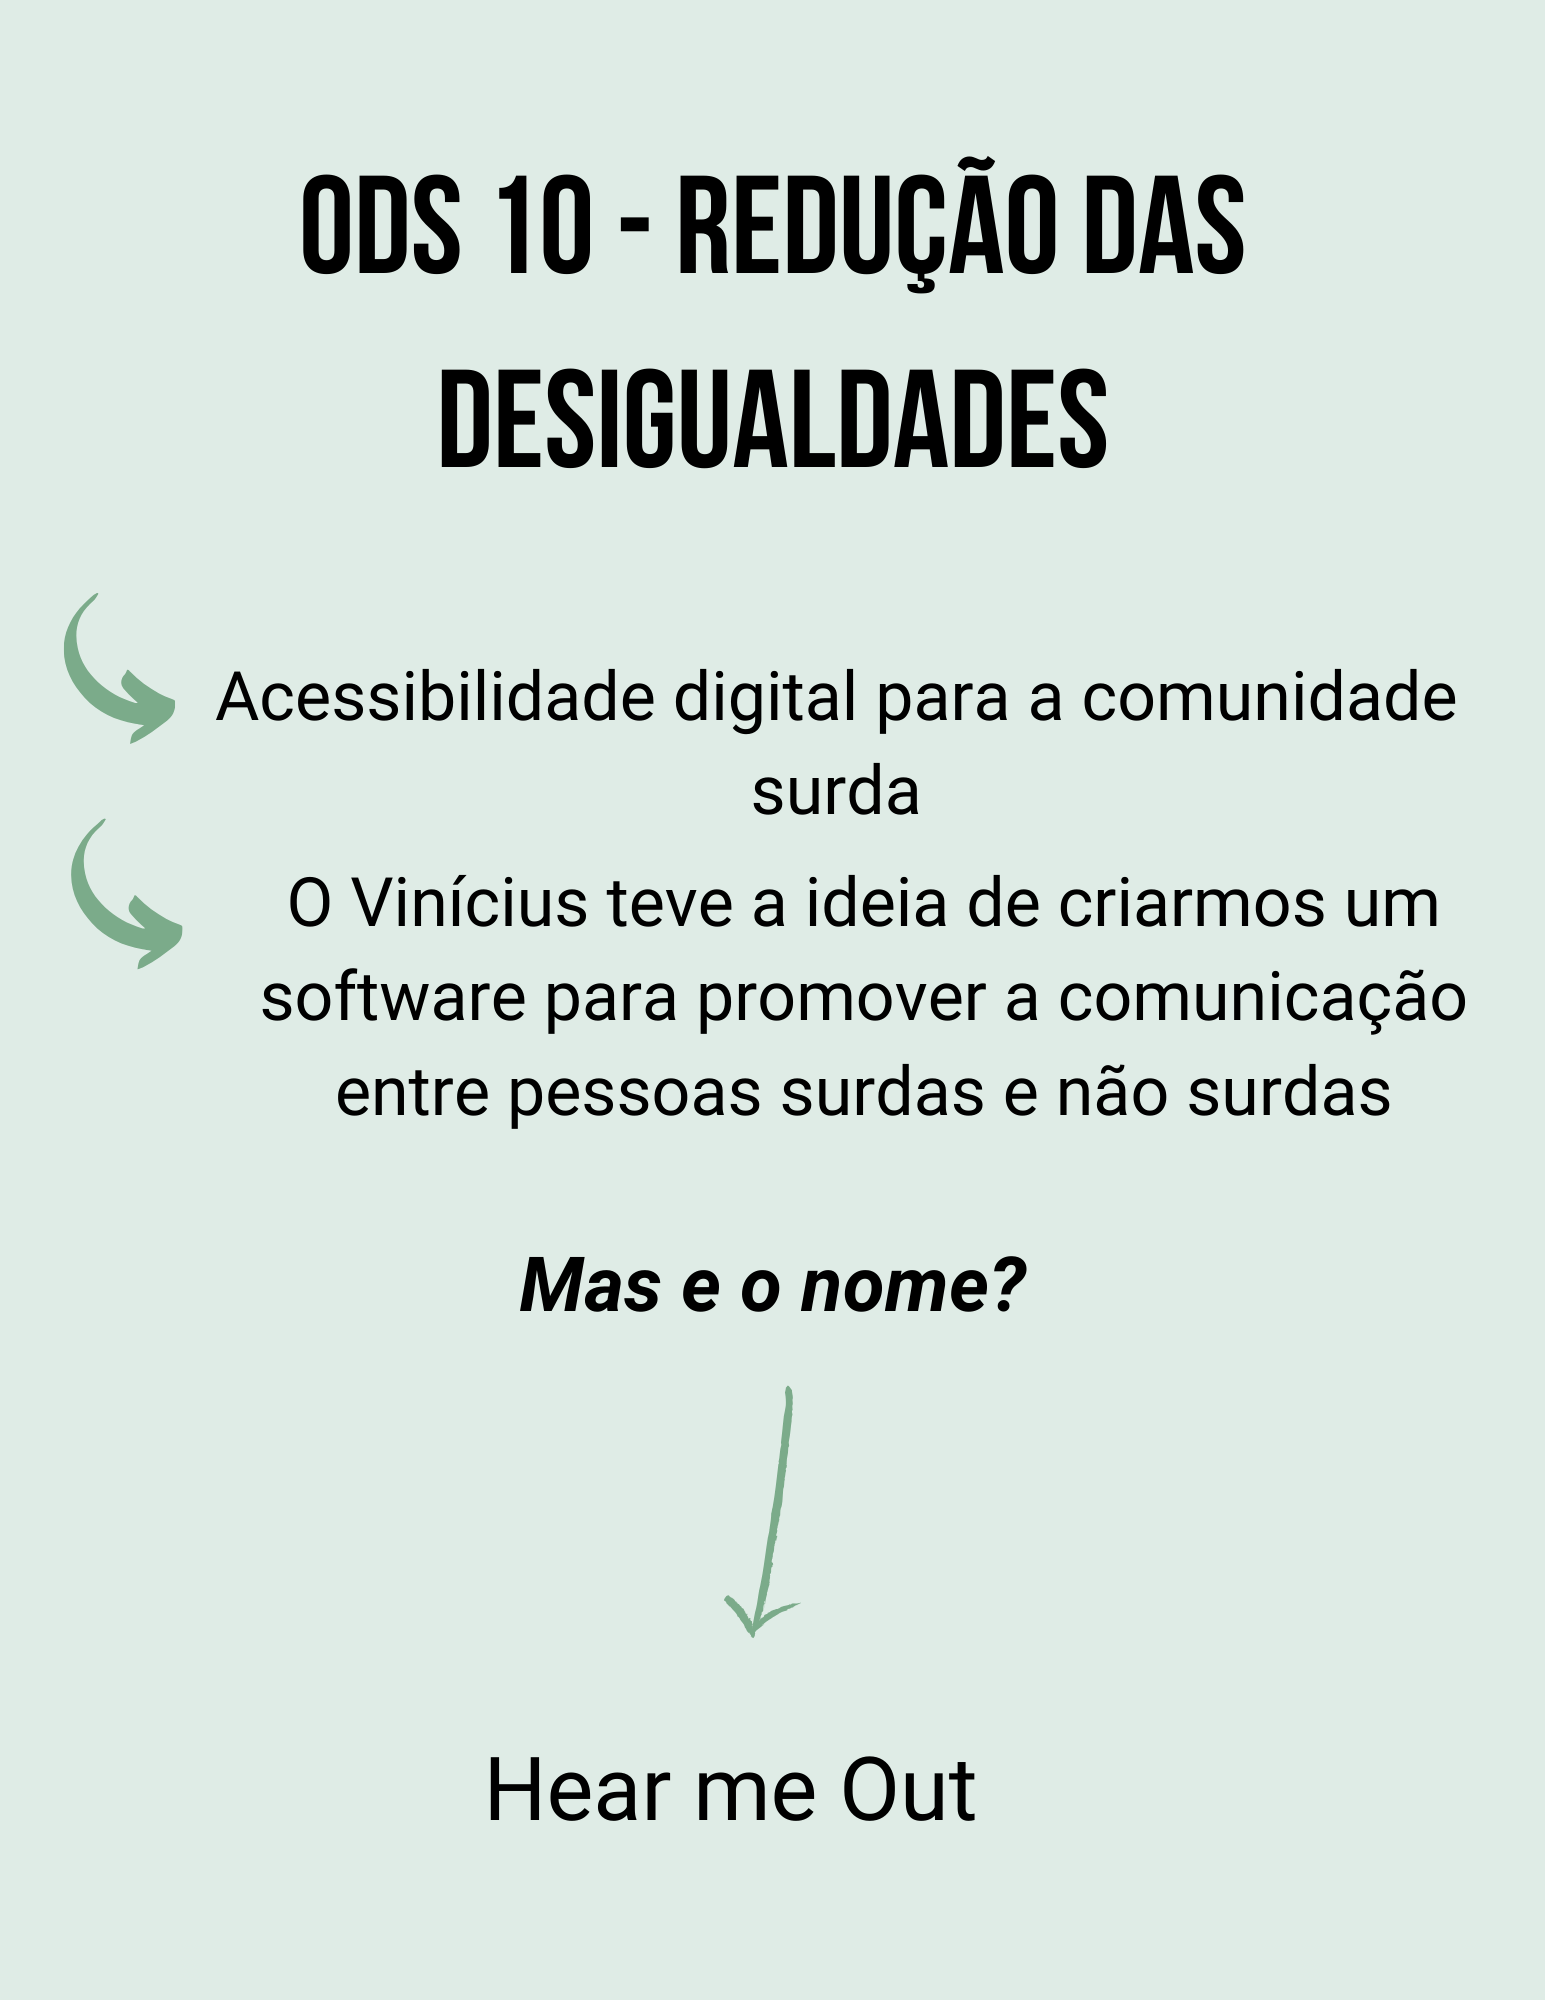 ODS 10 - REDUÇÃO DAS
DESIGUALDADES
Acessibilidade digital para a comunidade
surda
O Vinícius teve a ideia de criarmos um
software para promover a comunicação
entre pessoas surdas e não surdas
Mas e o nome?
Hear me Out